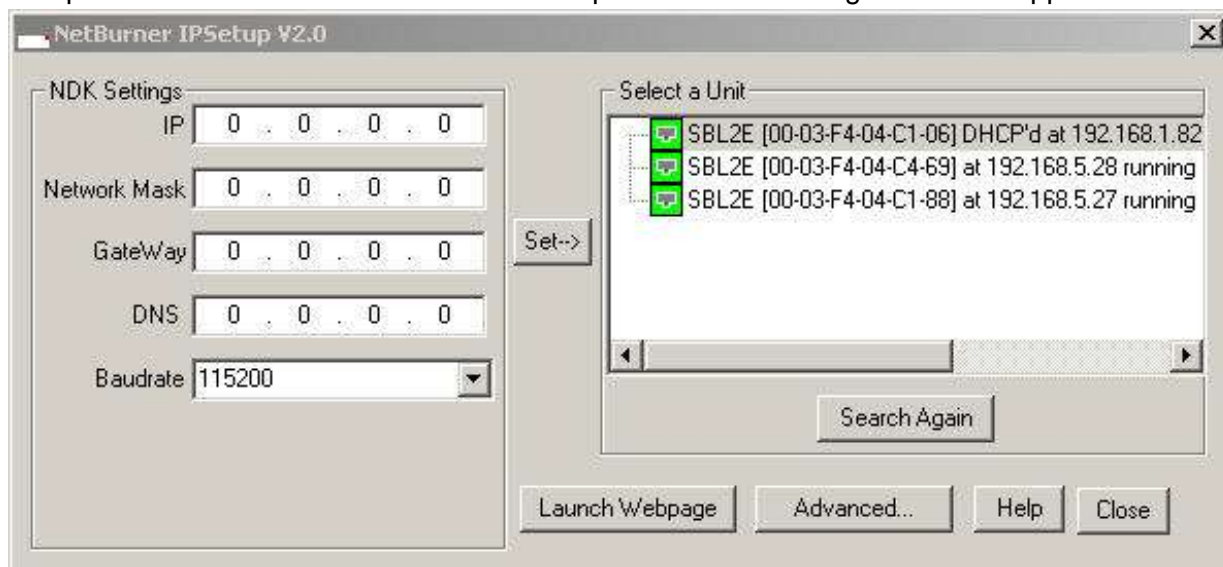 NetBurner IPSetup V2.0
NDK Settings
IP 0 . 0 . 0 . 0
Network Mask 0 . 0 . 0 . 0
GateWay 0 . 0 . 0 . 0
DNS 0 . 0 . 0 . 0
Baudrate 115200
Set-->
Select a Unit
SBL2E [00-03-F4-04-C1-06] DHCP'd at 192.168.1.82
SBL2E [00-03-F4-04-C4-69] at 192.168.5.28 running
SBL2E [00-03-F4-04-C1-88] at 192.168.5.27 running
Search Again
Launch Webpage Advanced... Help Close